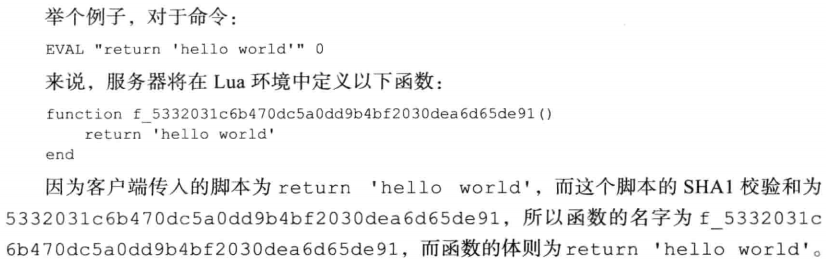 举个例子，对于命令：
EVAL "return 'hello world'" 0
来说，服务器将在 Lua 环境中定义以下函数：
function f_5332031c6b470dc5a0dd9b4bf2030dea6d65de91()
    return 'hello world'
end
因为客户端传入的脚本为 return 'hello world'，而这个脚本的 SHA1 校验和为
5332031c6b470dc5a0dd9b4bf2030dea6d65de91，所以函数的名字为 f_5332031c
6b470dc5a0dd9b4bf2030dea6d65de91，而函数的体则为 return 'hello world'。